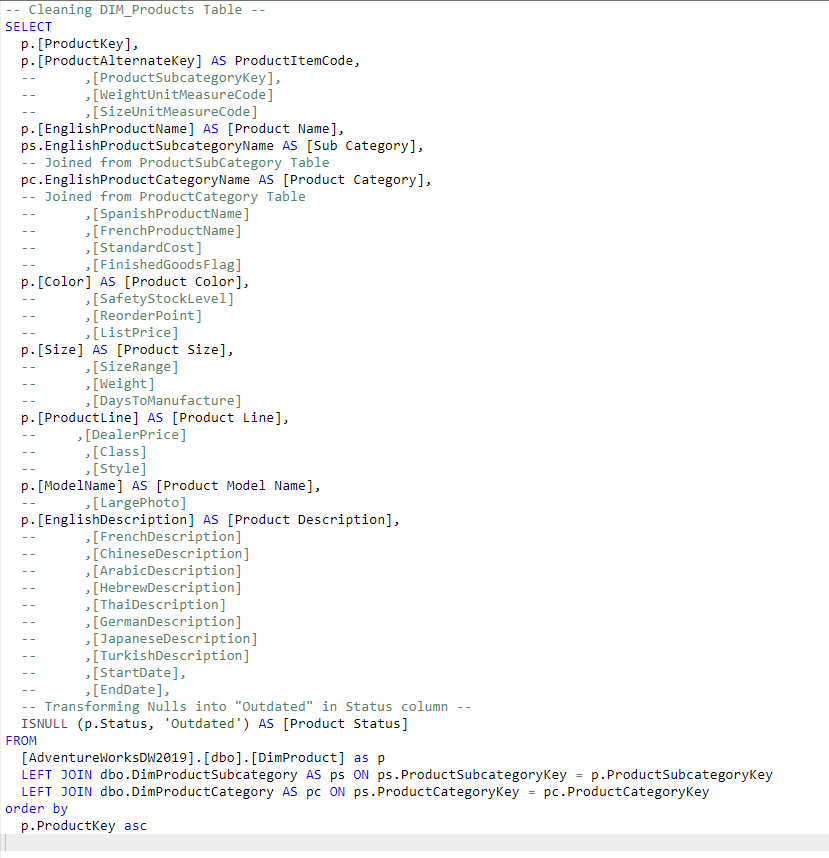 -- Cleaning DIM_Products Table --
SELECT
  p.[ProductKey],
  p.[ProductAlternateKey] AS ProductItemCode,
  --      ,[ProductSubcategoryKey],
  --      ,[WeightUnitMeasureCode]
  --      ,[SizeUnitMeasureCode]
  p.[EnglishProductName] AS [Product Name],
  ps.EnglishProductSubcategoryName AS [Sub Category],
  -- Joined from ProductSubCategory Table
  pc.EnglishProductCategoryName AS [Product Category],
  -- Joined from ProductCategory Table
  --      ,[SpanishProductName]
  --      ,[FrenchProductName]
  --      ,[StandardCost]
  --      ,[FinishedGoodsFlag]
  p.[Color] AS [Product Color],
  --      ,[SafetyStockLevel]
  --      ,[ReorderPoint]
  --      ,[ListPrice]
  p.[Size] AS [Product Size],
  --      ,[SizeRange]
  --      ,[Weight]
  --      ,[DaysToManufacture]
  p.[ProductLine] AS [Product Line],
  --     ,[DealerPrice]
  --      ,[Class]
  --      ,[Style]
  p.[ModelName] AS [Product Model Name],
  --      ,[LargePhoto]
  p.[EnglishDescription] AS [Product Description],
  --      ,[FrenchDescription]
  --      ,[ChineseDescription]
  --      ,[ArabicDescription]
  --      ,[HebrewDescription]
  --      ,[ThaiDescription]
  --      ,[GermanDescription]
  --      ,[JapaneseDescription]
  --      ,[TurkishDescription]
  --      ,[StartDate],
  --      ,[EndDate],
  -- Transforming Nulls into "Outdated" in Status column --
  ISNULL (p.Status, 'Outdated') AS [Product Status]
FROM
  [AdventureWorksDW2019].[dbo].[DimProduct] as p
  LEFT JOIN dbo.DimProductSubcategory AS ps ON ps.ProductSubcategoryKey = p.ProductSubcategoryKey
  LEFT JOIN dbo.DimProductCategory AS pc ON ps.ProductCategoryKey = pc.ProductCategoryKey
order by
  p.ProductKey asc